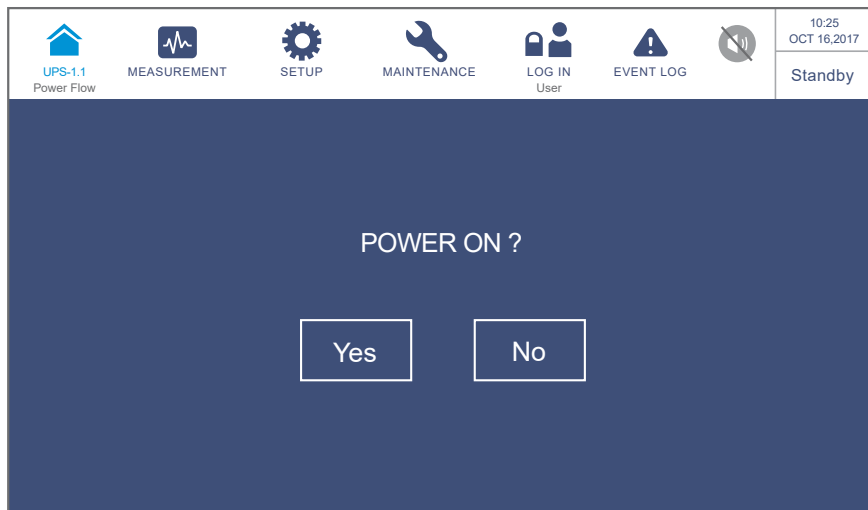 UPS-1.1
Power Flow
MEASUREMENT
SETUP
MAINTENANCE
LOG IN
User
EVENT LOG
10:25
OCT 16,2017
Standby
POWER ON ?
Yes
No